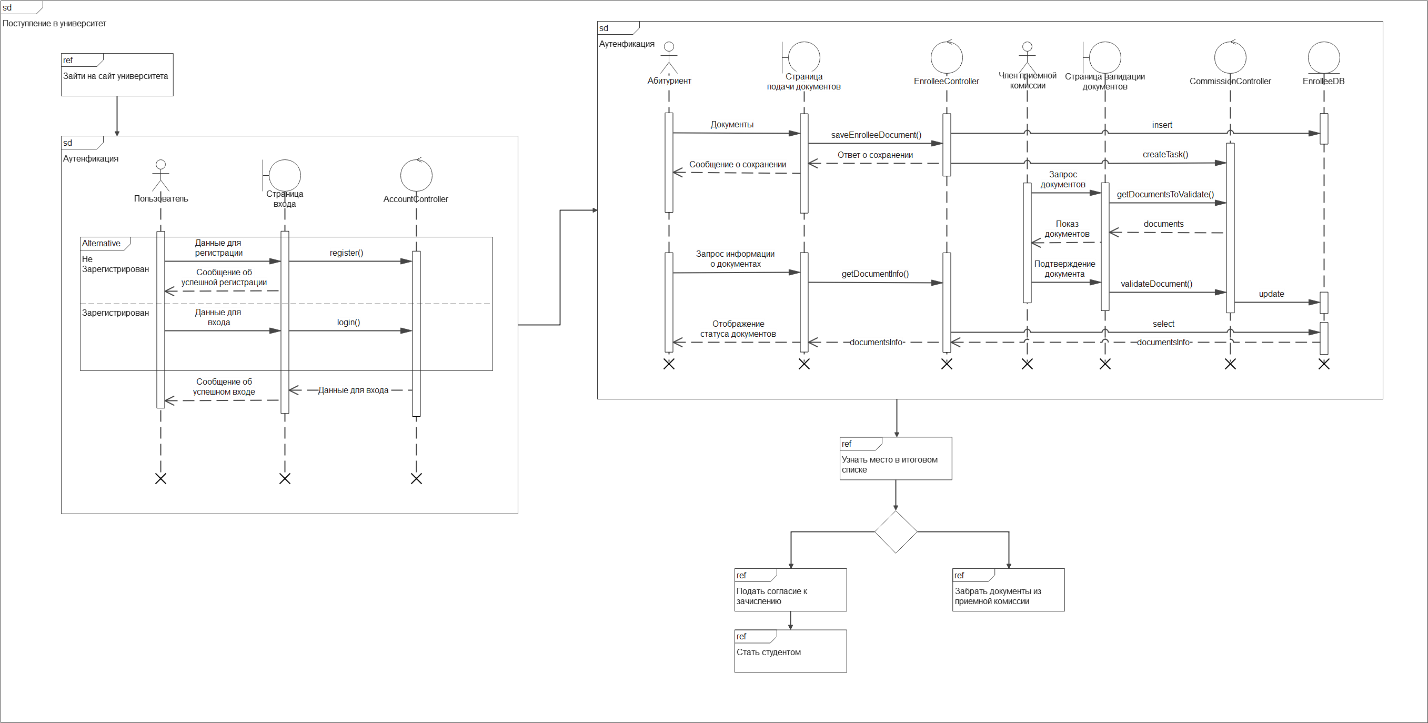 sd
Поступление в университет
ref
Зайти на сайт университета
sd
Аутенфикация
Пользователь
Страница
входа
AccountController
Alternative
Не
Зарегистрирован
Данные для
регистрации
register()
Сообщение об
успешной регистрации
Зарегистрирован
Данные для
входа
login()
Сообщение об
успешном входе
Данные для входа
sd
Аутенфикация
Абитуриент
Страница
подачи документов
EnrolleeController
Член приёмной
комиссии
Страница валидации
документов
CommissionController
EnrolleeDB
Документы
saveEnrolleeDocument()
insert
Ответ о сохранении
createTask()
Сообщение о сохранении
Запрос
документов
getDocumentsToValidate()
Показ
документов
documents
Запрос информации
о документах
getDocumentInfo()
Подтверждение
документа
validateDocument()
update
Отображение
статуса документов
select
documentsInfo
documentsInfo
ref
Узнать место в итоговом
списке
ref
Подать согласие к
зачислению
ref
Забрать документы из
приемной комиссии
ref
Стать студентом